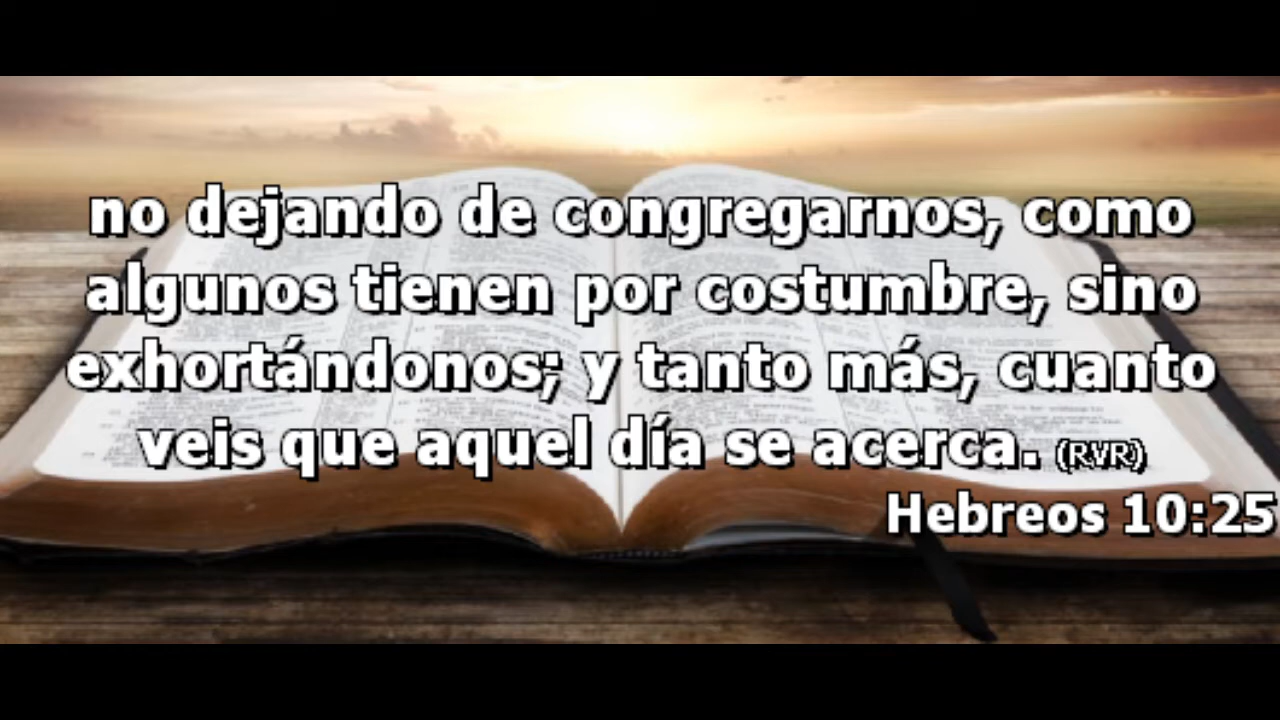 no dejando de congregarnos, como
algunos tienen por costumbre, sino
exhortándonos; y tanto más, cuanto
veis que aquel día se acerca. (RVR)
Hebreos 10:25